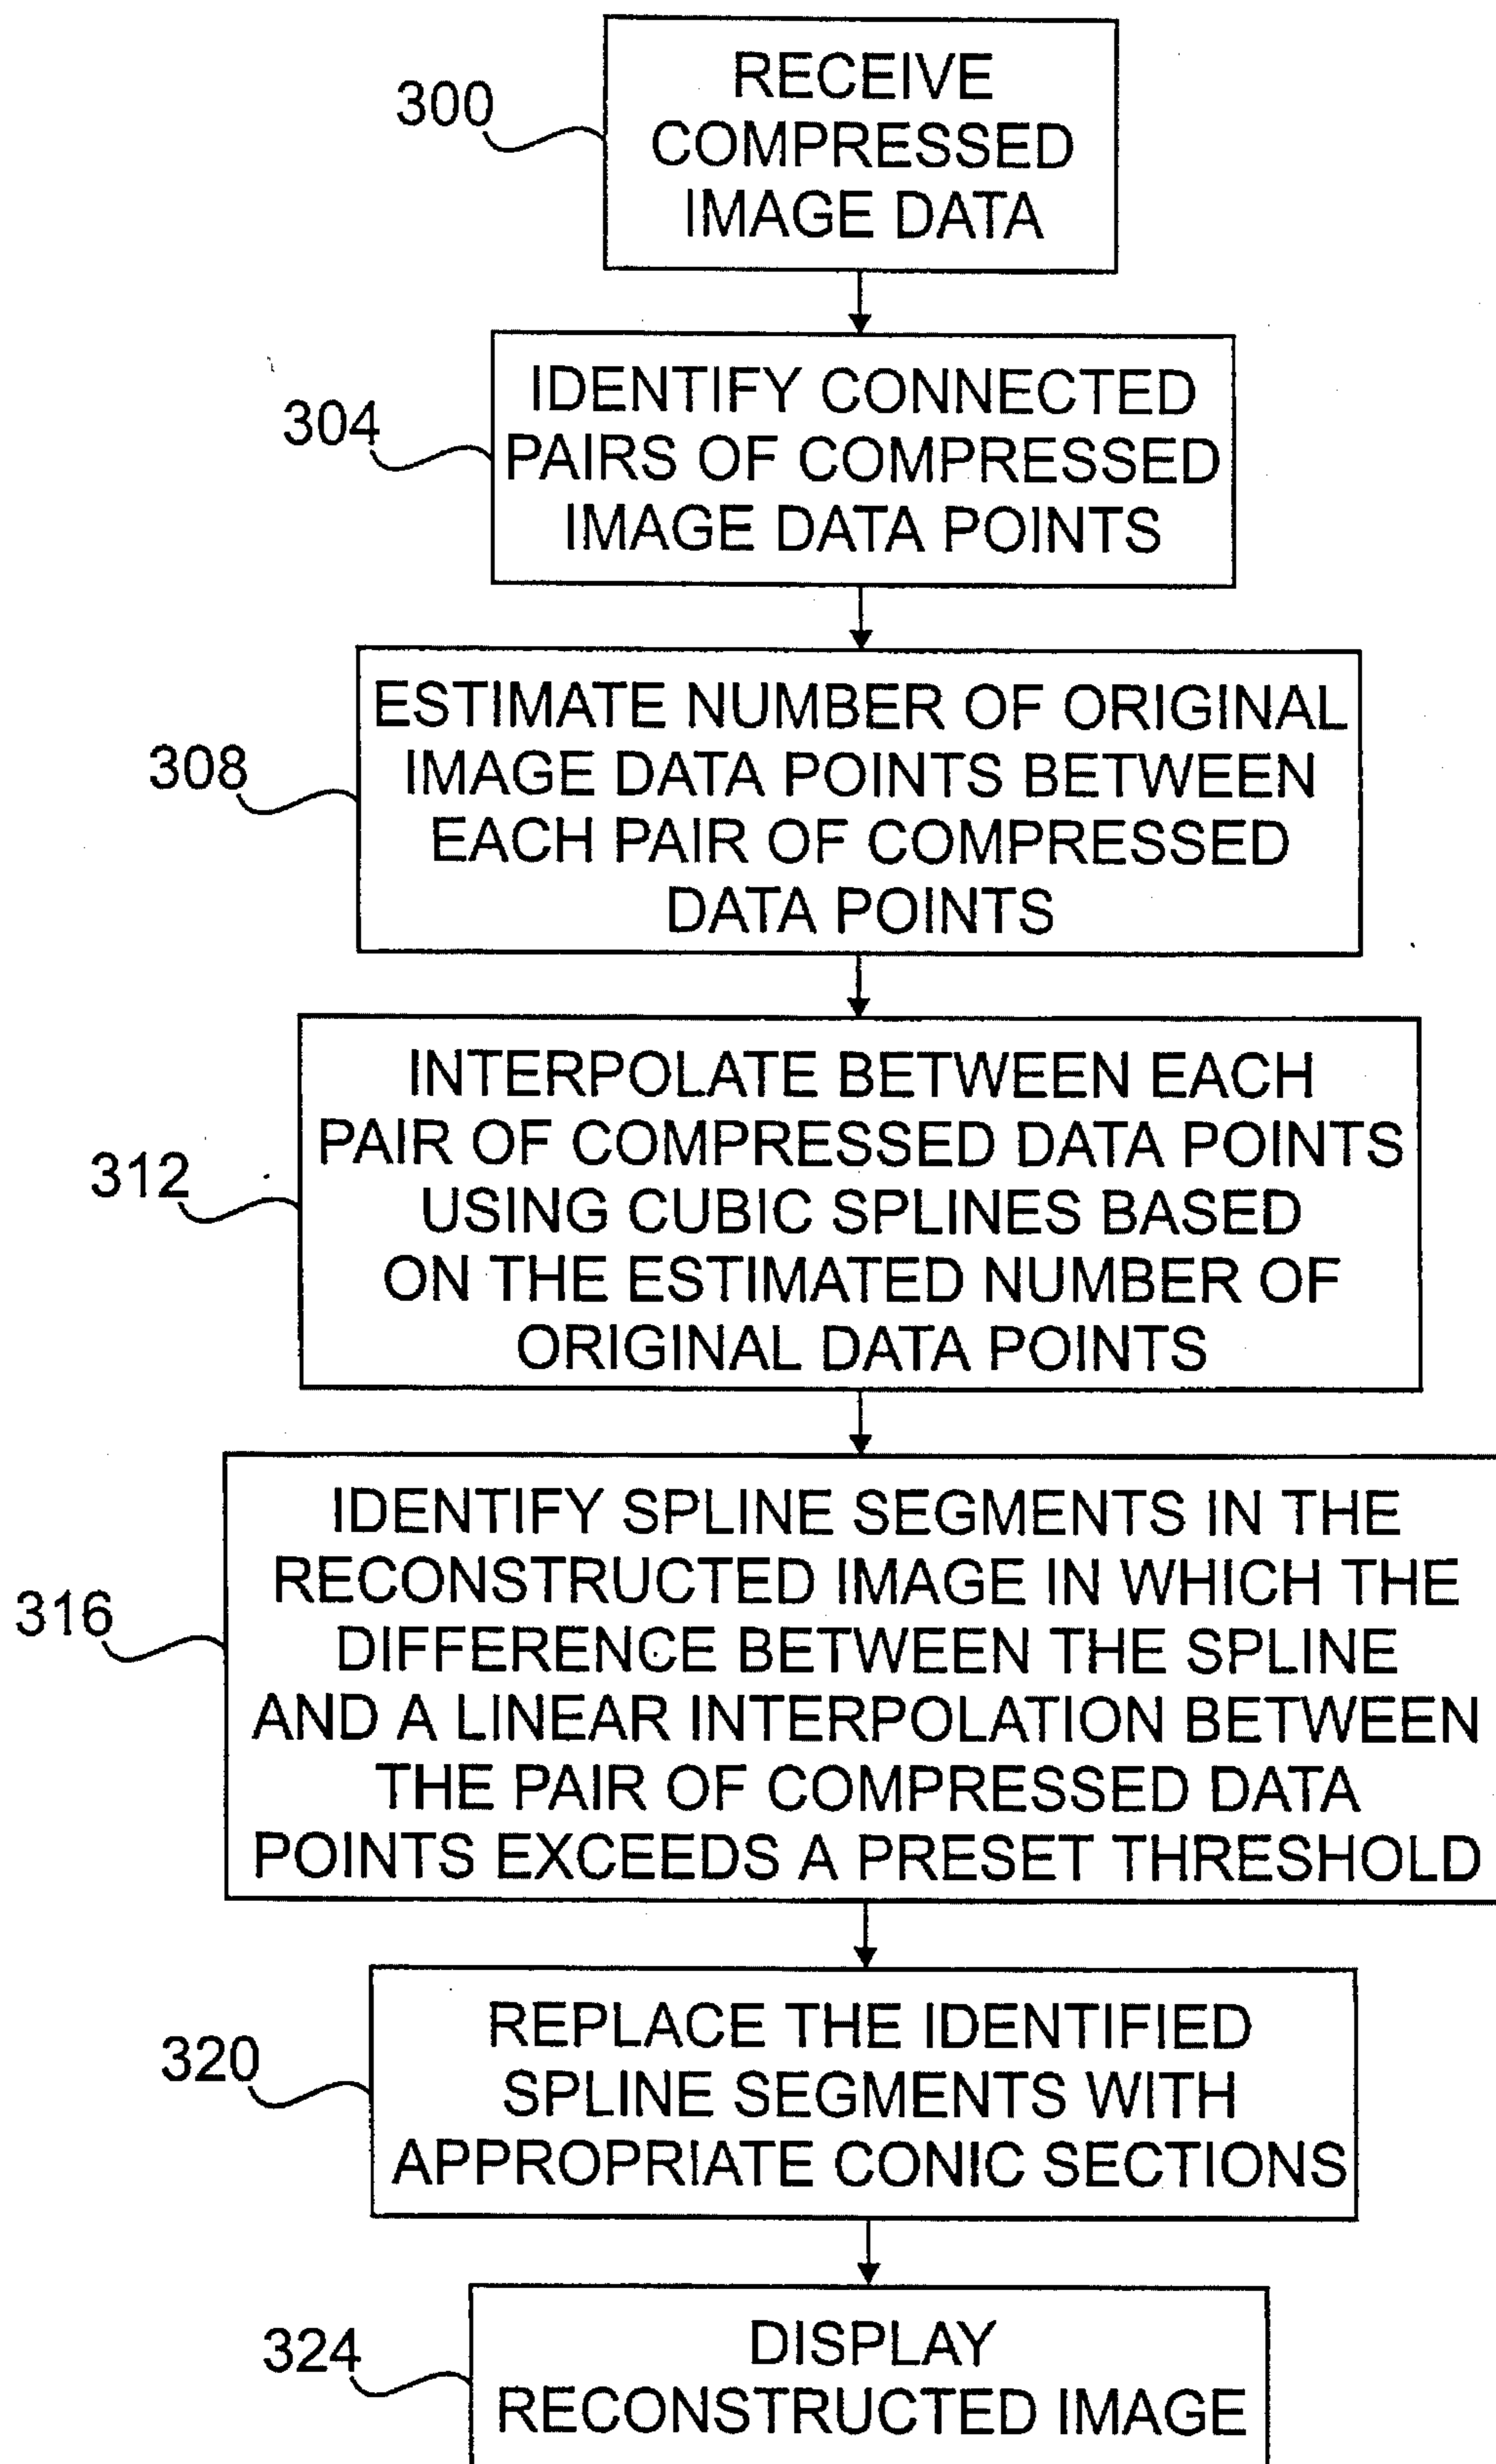 300
RECEIVE
COMPRESSED
IMAGE DATA
304
IDENTIFY CONNECTED
PAIRS OF COMPRESSED
IMAGE DATA POINTS
308
ESTIMATE NUMBER OF ORIGINAL
IMAGE DATA POINTS BETWEEN
EACH PAIR OF COMPRESSED
DATA POINTS
312
INTERPOLATE BETWEEN EACH
PAIR OF COMPRESSED DATA POINTS
USING CUBIC SPLINES BASED
ON THE ESTIMATED NUMBER OF
ORIGINAL DATA POINTS
316
IDENTIFY SPLINE SEGMENTS IN THE
RECONSTRUCTED IMAGE IN WHICH THE
DIFFERENCE BETWEEN THE SPLINE
AND A LINEAR INTERPOLATION BETWEEN
THE PAIR OF COMPRESSED DATA
POINTS EXCEEDS A PRESET THRESHOLD
320
REPLACE THE IDENTIFIED
SPLINE SEGMENTS WITH
APPROPRIATE CONIC SECTIONS
324
DISPLAY
RECONSTRUCTED IMAGE